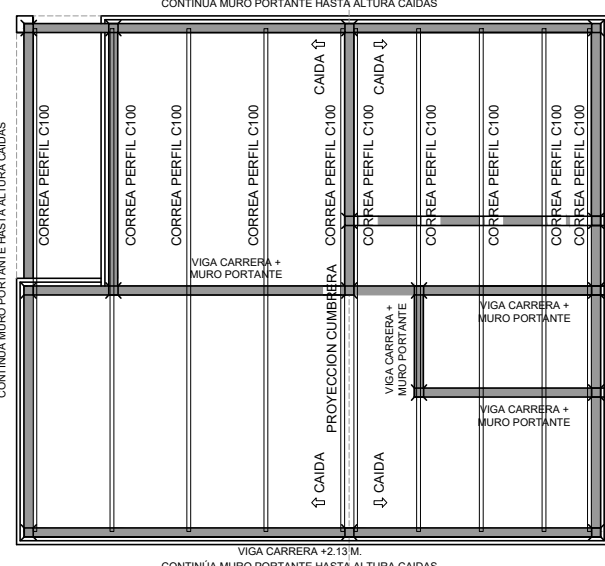 CONTINÚA MURO PORTANTE HASTA ALTURA CAIDAS
CONTINÚA MURO PORTANTE HASTA ALTURA CAIDAS
CAIDA
CAIDA
CORREA PERFIL C100
CORREA PERFIL C100
CORREA PERFIL C100
CORREA PERFIL C100
CORREA PERFIL C100
CORREA PERFIL C100
CORREA PERFIL C100
CORREA PERFIL C100
CORREA PERFIL C100
CORREA PERFIL C100
VIGA CARRERA +
MURO PORTANTE
PROYECCION CUMBRERA
VIGA CARRERA +
MURO PORTANTE
VIGA CARRERA +
MURO PORTANTE
VIGA CARRERA +
MURO PORTANTE
CAIDA
CAIDA
VIGA CARRERA +2.13 M.
CONTINÚA MURO PORTANTE HASTA ALTURA CAIDAS